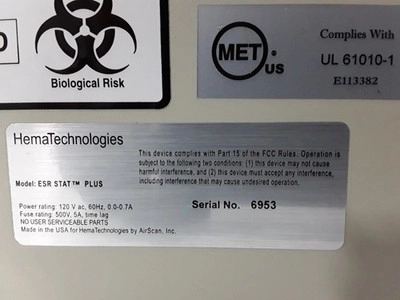 D
Biological Risk
MET
US
Complies With
UL 61010-1
E113382
HemaTechnologies
This device complies with Part 15 of the FCC Rules. Operation is
subject to the following two conditions: (1) this device may not cause
harmful interference, and (2) this device must accept any interference,
including interference that may cause undesired operation.
Model: ESR STAT™ PLUS
Power rating: 120 V ac, 60Hz, 0.0-0.7A
Fuse rating: 500V, 5A, time lag
NO USER SERVICEABLE PARTS
Made in the USA for HemaTechnologies by AirScan, Inc.
Serial No. 6953